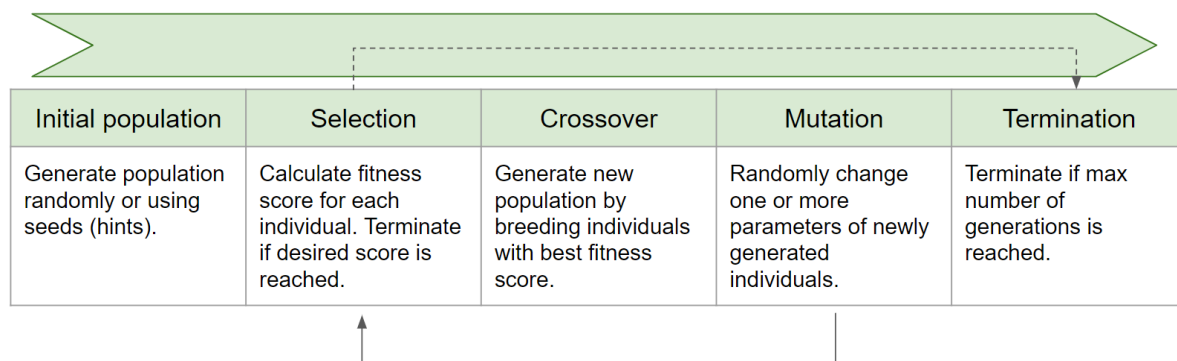 Initial population
Selection
Crossover
Mutation
Termination
Generate population
randomly or using
seeds (hints).
Calculate fitness
score for each
individual. Terminate
if desired score is
reached.
Generate new
population by
breeding individuals
with best fitness
score.
Randomly change
one or more
parameters of newly
generated
individuals.
Terminate if max
number of
generations is
reached.